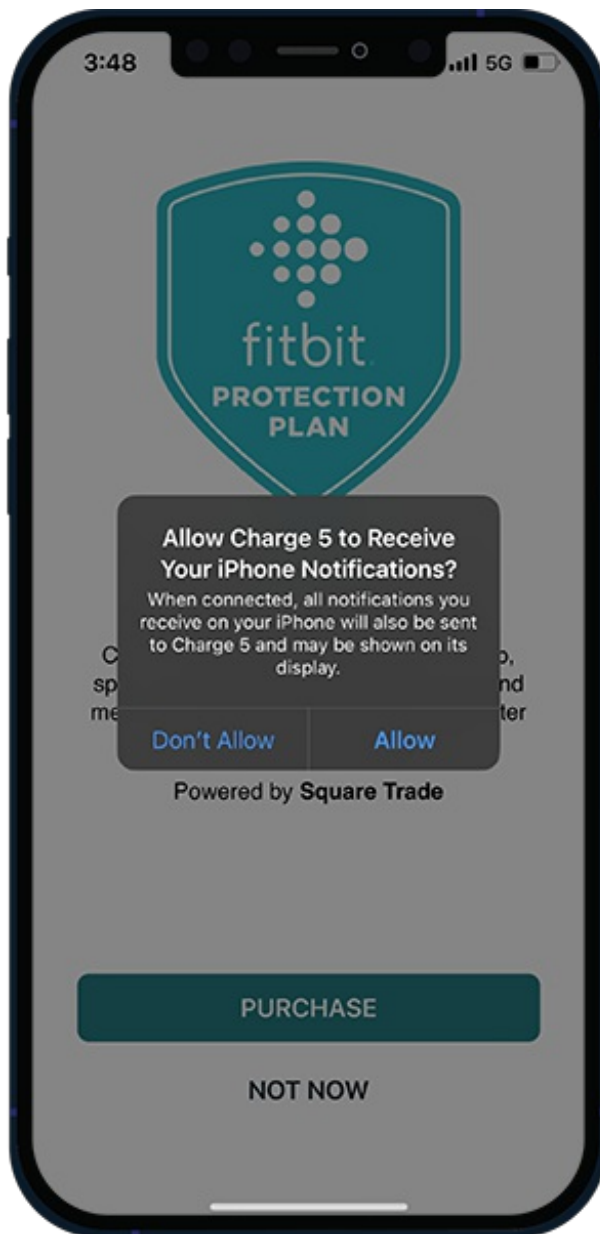 3:48
5G
fitbit
PROTECTION
PLAN
Allow Charge 5 to Receive
Your iPhone Notifications?
When connected, all notifications you
receive on your iPhone will also be sent
to Charge 5 and may be shown on its
display.
Don't Allow
Allow
Powered by Square Trade
PURCHASE
NOT NOW